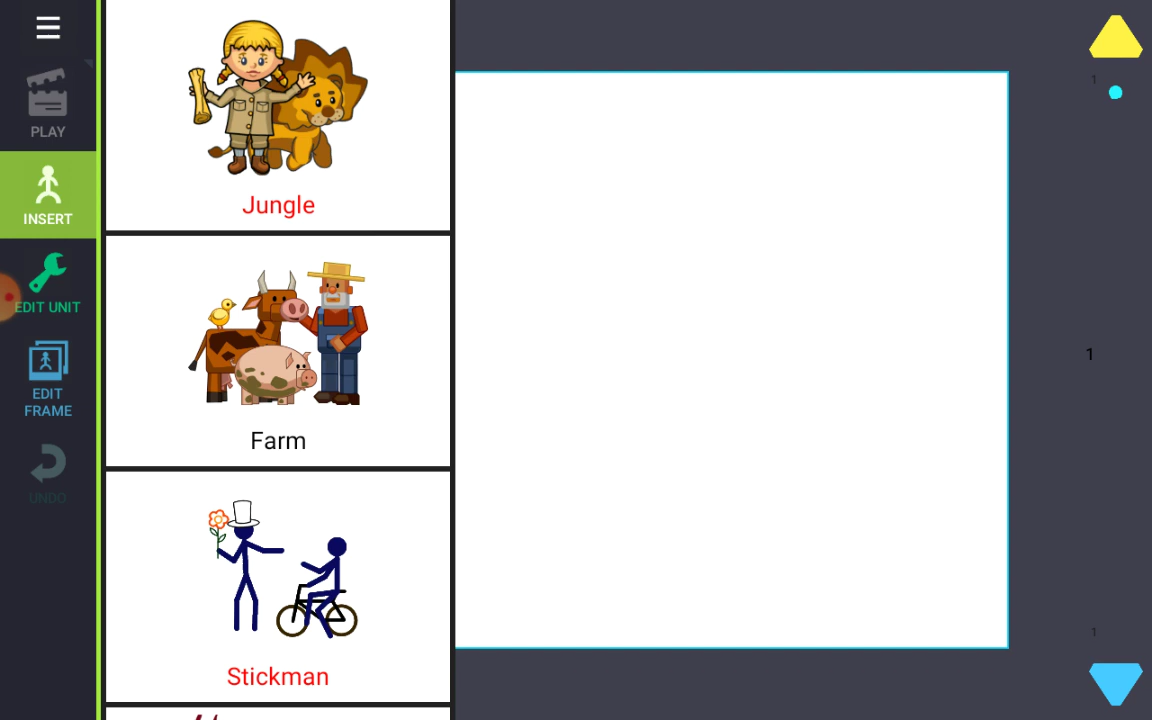 PLAY
INSERT
EDIT UNIT
EDIT
FRAME
UNDO
Jungle
Farm
Stickman
1
1
1